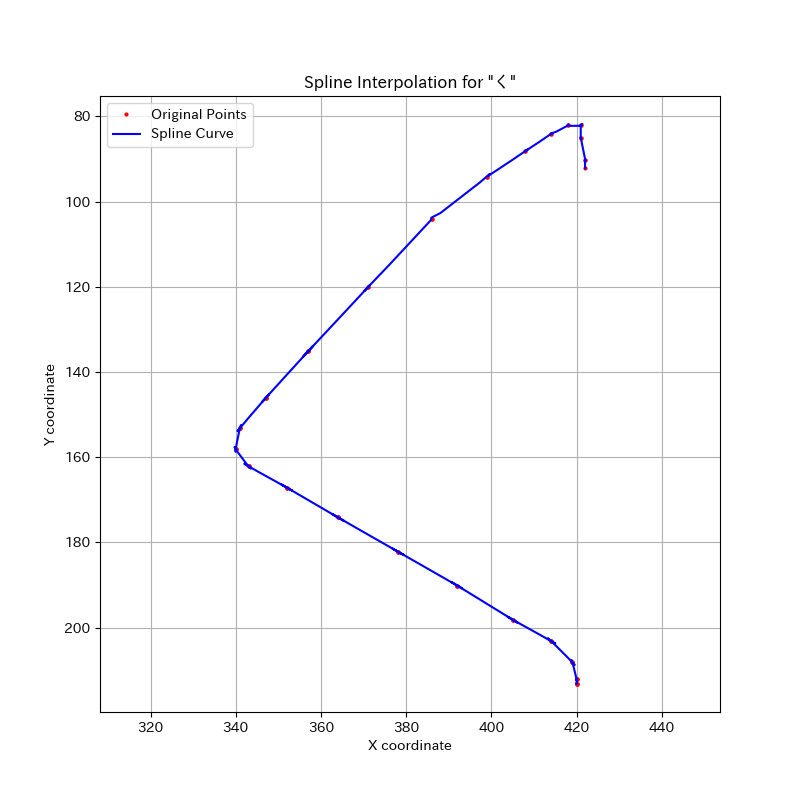 Spline Interpolation for "く"
Original Points
Spline Curve
80
100
120
140
160
180
200
Y coordinate
320 340 360 380 400 420 440
X coordinate